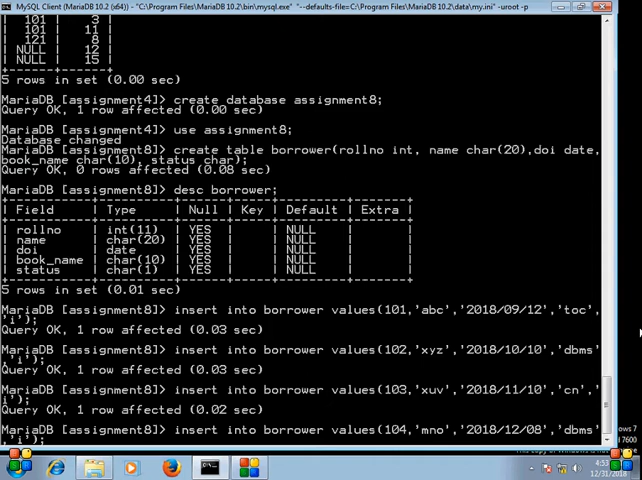 MySQL Client (MariaDB 10.2 (x64)) - "C:\Program Files\MariaDB 10.2\bin\mysql.exe" "--defaults-file=C:\Program Files\MariaDB 10.2\data\my.ini" -uroot -p
| 101 | 3 |
| 101 | 11 |
| 121 | 8 |
| NULL | 12 |
| NULL | 15 |
+------+------+
5 rows in set (0.00 sec)
MariaDB [assignment4]> create database assignment8;
Query OK, 1 row affected (0.00 sec)
MariaDB [assignment4]> use assignment8;
Database changed
MariaDB [assignment8]> create table borrower(rollno int, name char(20),doi date,
book_name char(10), status char);
Query OK, 0 rows affected (0.08 sec)
MariaDB [assignment8]> desc borrower;
+-----------+----------+------+-----+---------+-------+
| Field | Type | Null | Key | Default | Extra |
+-----------+----------+------+-----+---------+-------+
| rollno | int(11) | YES | | NULL | |
| name | char(20) | YES | | NULL | |
| doi | date | YES | | NULL | |
| book_name | char(10) | YES | | NULL | |
| status | char(1) | YES | | NULL | |
+-----------+----------+------+-----+---------+-------+
5 rows in set (0.01 sec)
MariaDB [assignment8]> insert into borrower values(101,'abc','2018/09/12','toc',
'i');
Query OK, 1 row affected (0.03 sec)
MariaDB [assignment8]> insert into borrower values(102,'xyz','2018/10/10','dbms'
,'i');
Query OK, 1 row affected (0.03 sec)
MariaDB [assignment8]> insert into borrower values(103,'xuv','2018/11/10','cn','
i');
Query OK, 1 row affected (0.02 sec)
MariaDB [assignment8]> insert into borrower values(104,'mno','2018/12/08','dbms'
,'i');
7600
4:53
12/31/2018